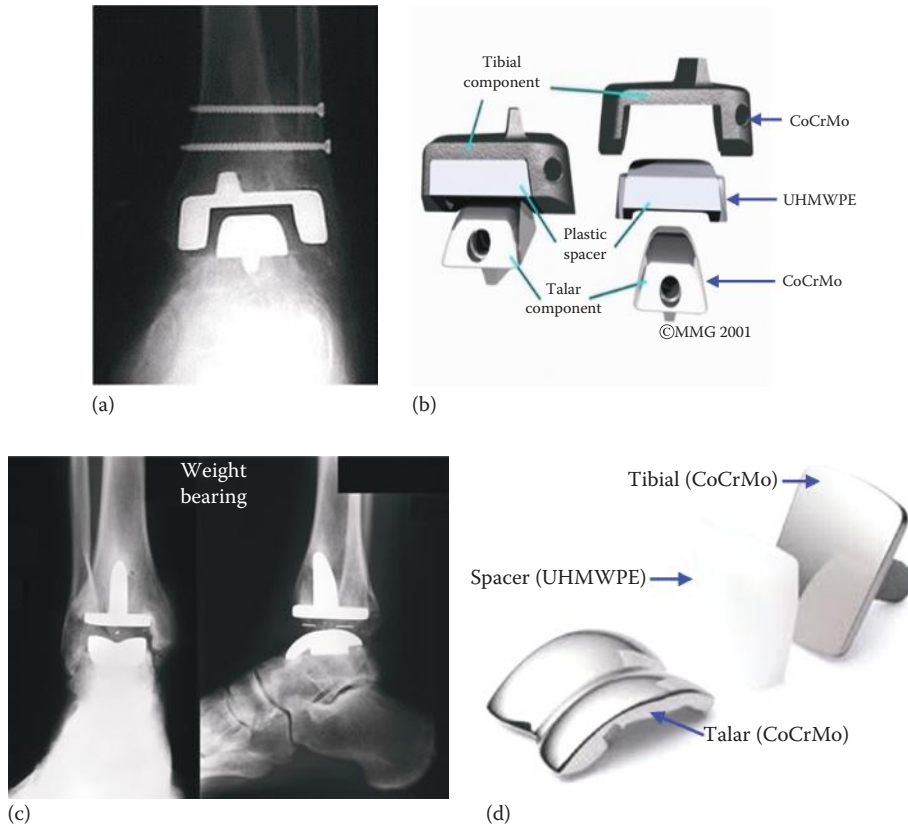 Tibial
component
CoCrMo
UHMWPE
Plastic
spacer
Talar
component
CoCrMo
©MMG 2001
(a)
(b)
Weight
bearing
Tibial (CoCrMo)
Spacer (UHMWPE)
Talar (CoCrMo)
(c)
(d)